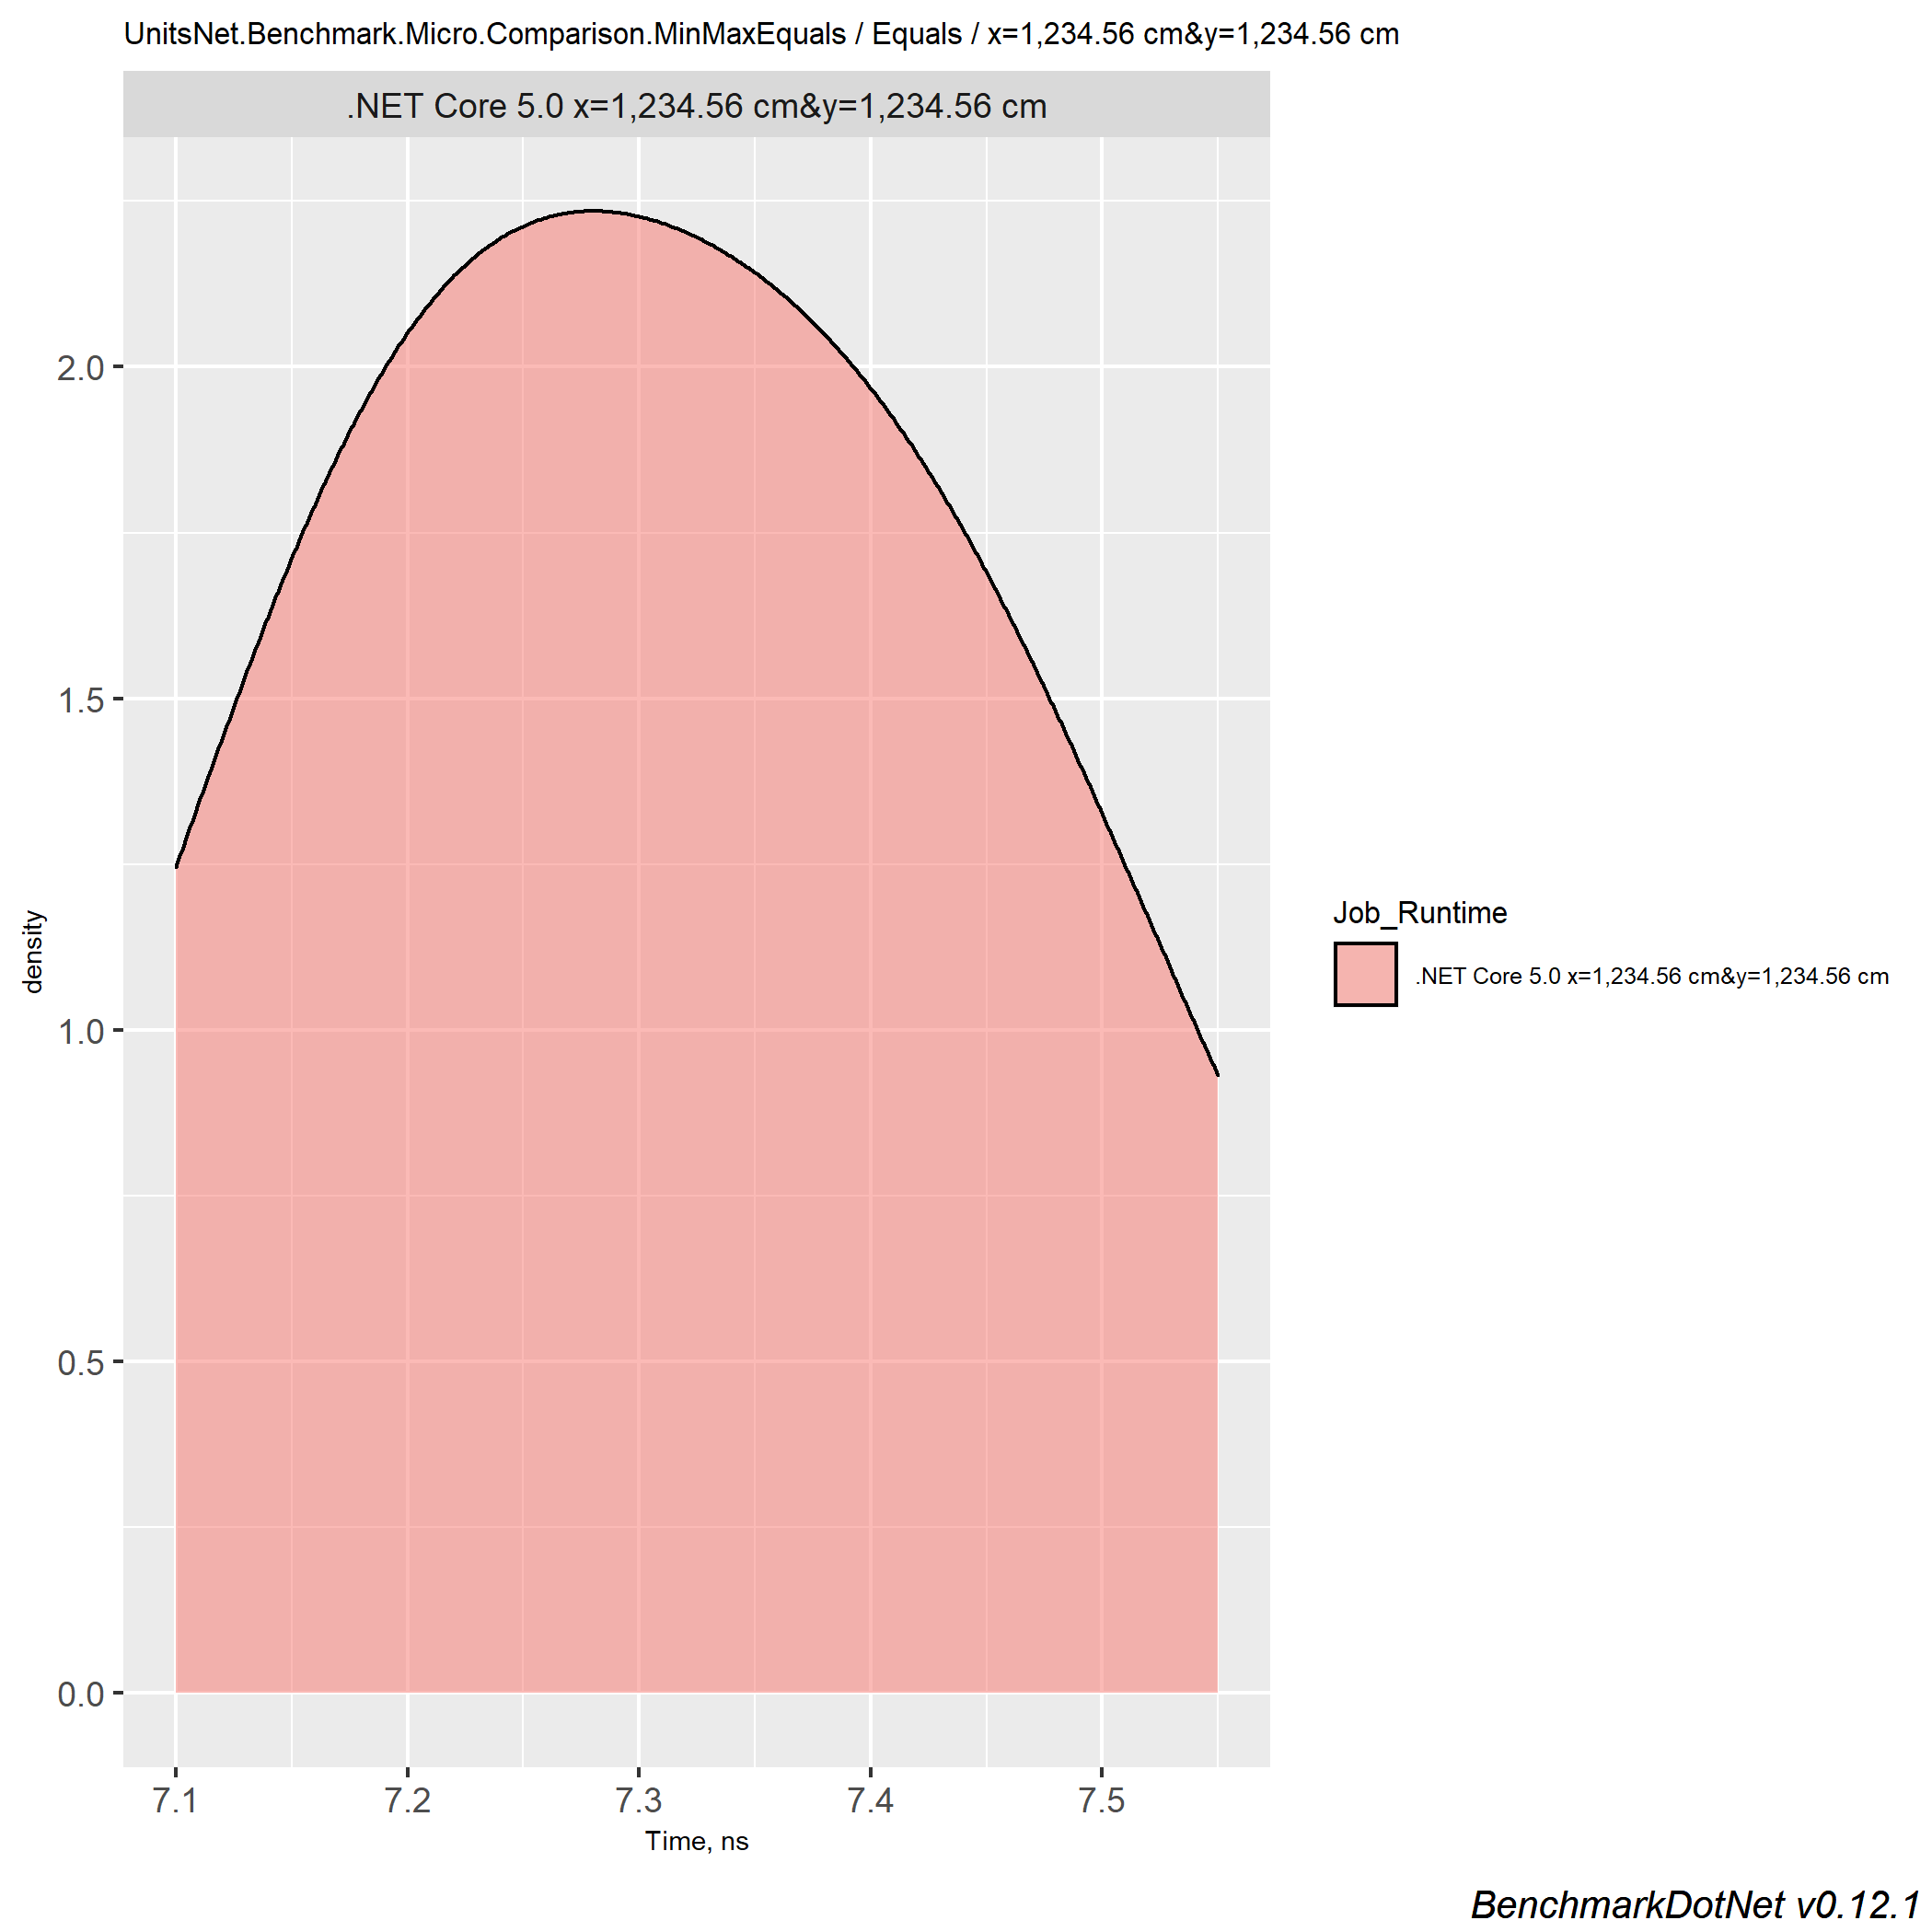 UnitsNet.Benchmark.Micro.Comparison.MinMaxEquals / Equals / x=1,234.56 cm&y=1,234.56 cm
.NET Core 5.0 x=1,234.56 cm&y=1,234.56 cm
2.0
1.5
1.0
0.5
0.0
density
7.1 7.2 7.3 7.4 7.5
Time, ns
Job_Runtime
.NET Core 5.0 x=1,234.56 cm&y=1,234.56 cm
BenchmarkDotNet v0.12.1